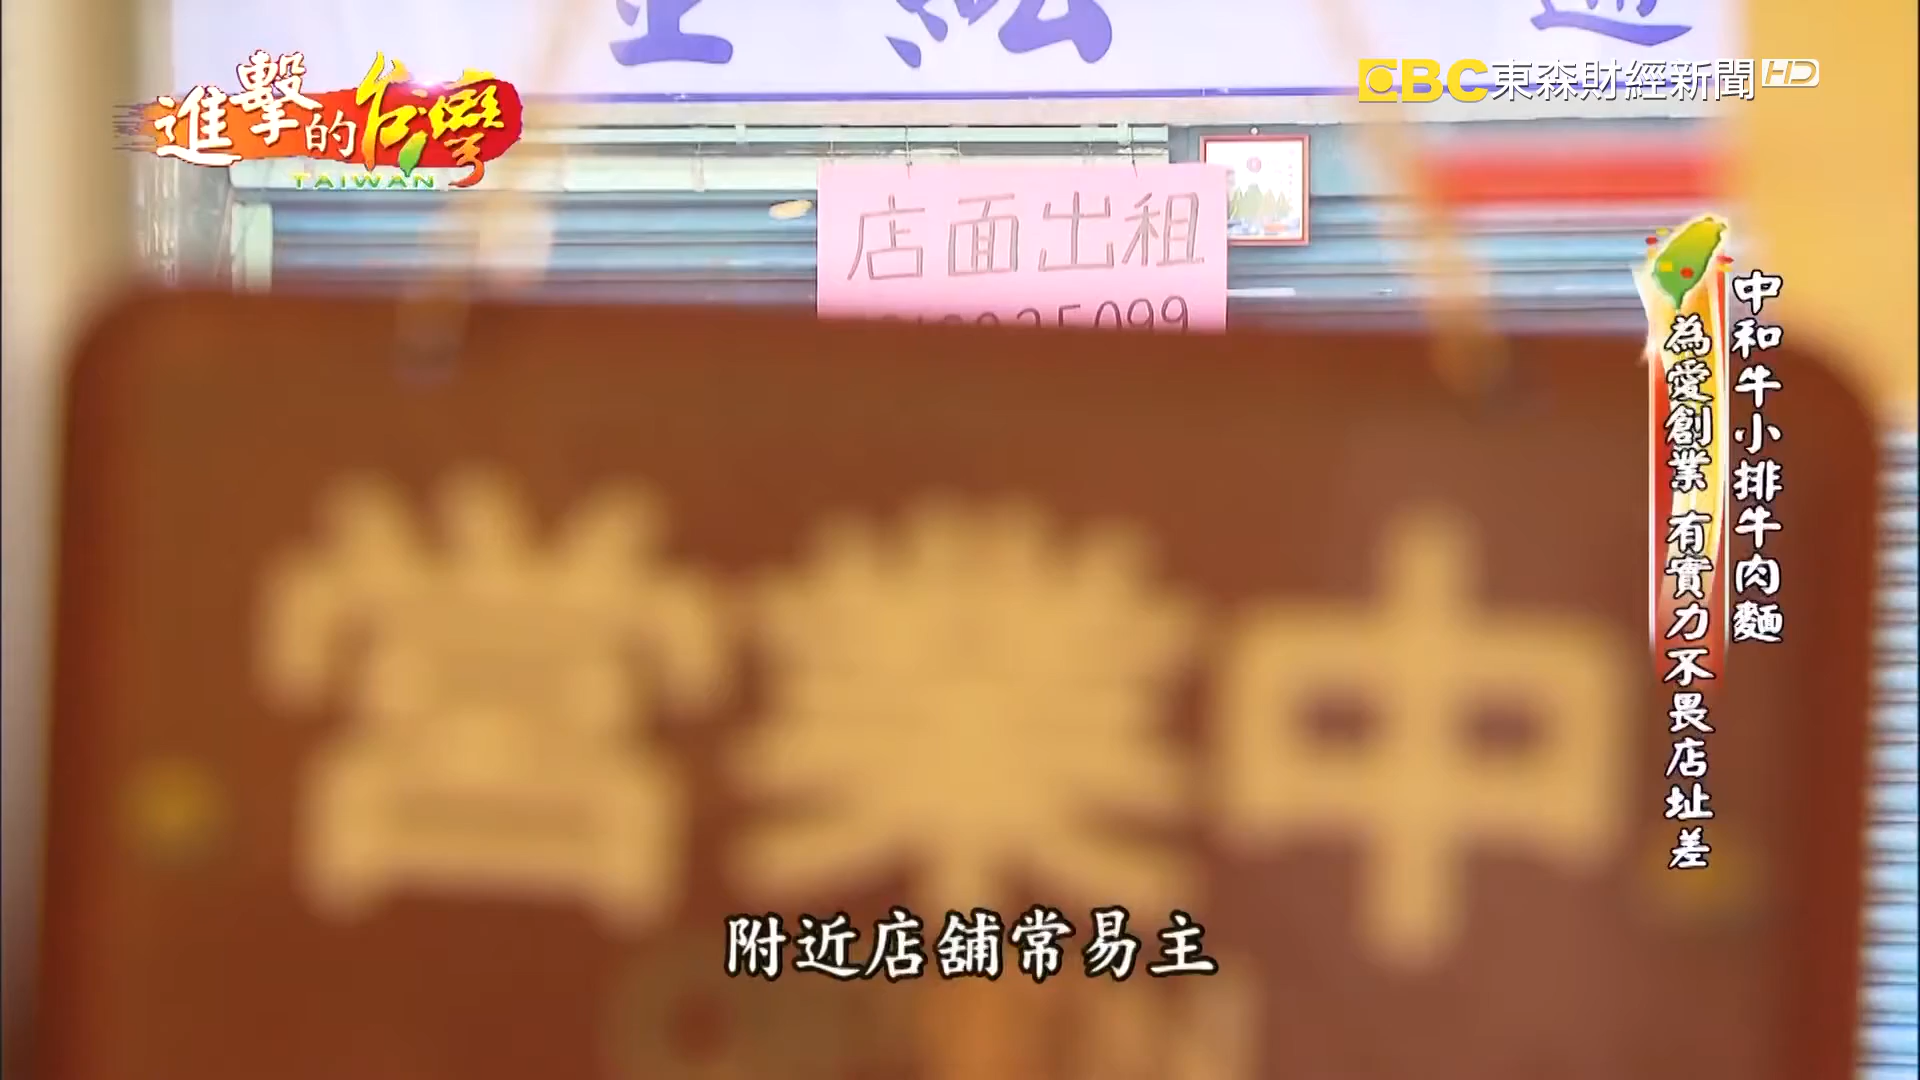 進擊的台灣
TAIWAN
EBC東森財經新聞HD
店面出租
中和牛小排牛肉麵
為愛創業 有實力不畏店址差
營業中
附近店舖常易主